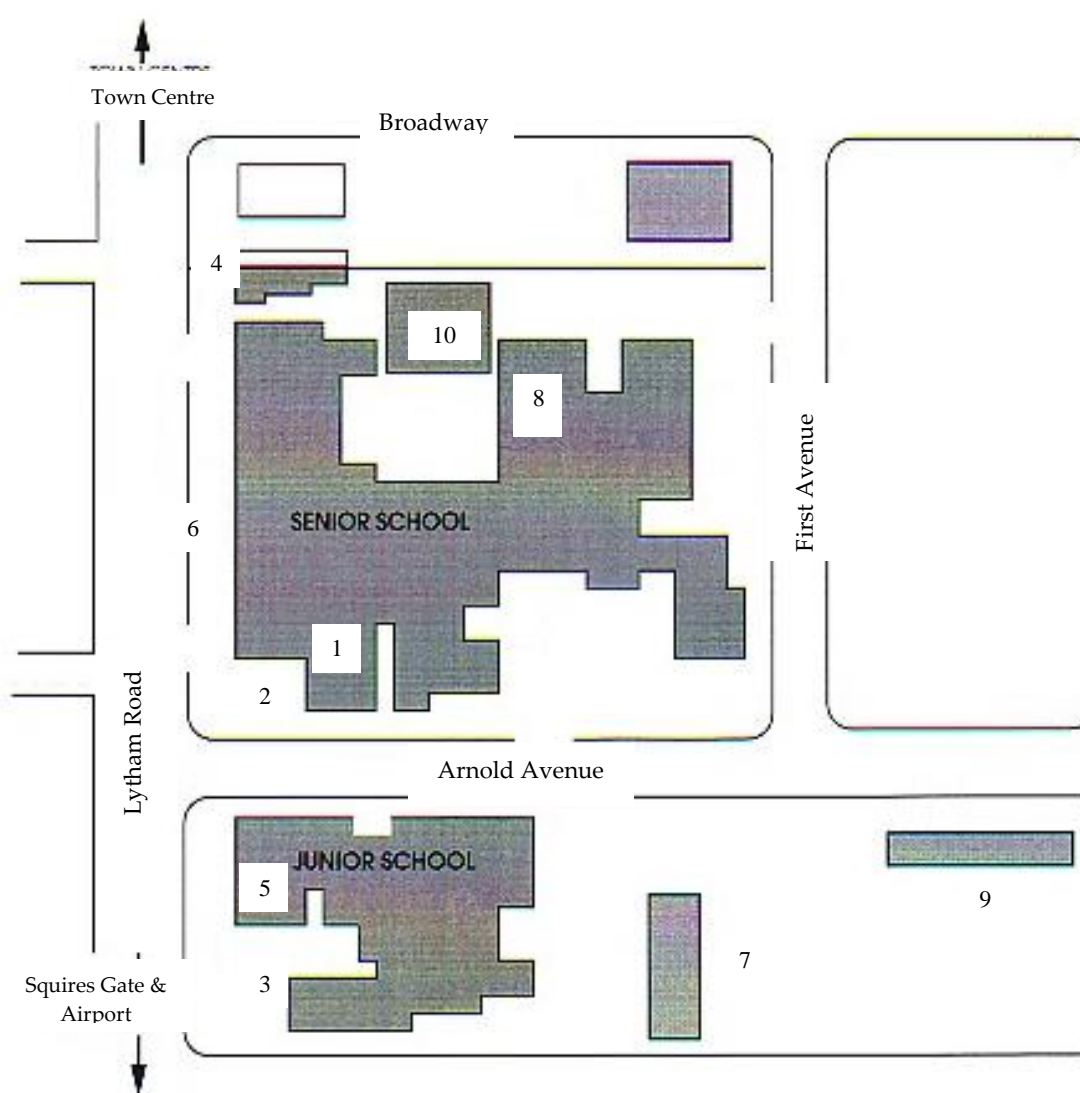 Town Centre
Broadway
4
10
8
First Avenue
SENIOR SCHOOL
6
1
2
Lytham Road
Arnold Avenue
JUNIOR SCHOOL
5
9
7
3
Squires Gate &
Airport